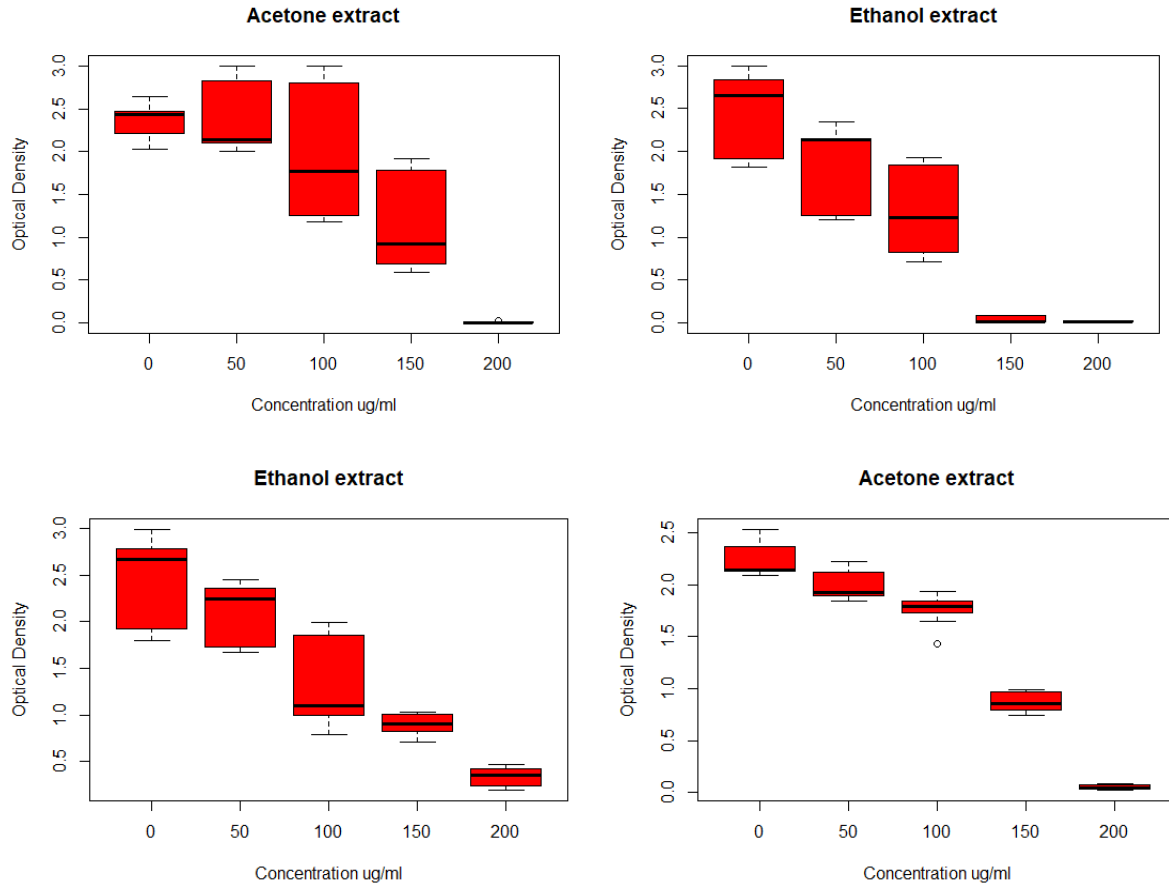 Acetone extract
Optical Density
0.0 0.5 1.0 1.5 2.0 2.5 3.0
0 50 100 150 200
Concentration ug/ml
Ethanol extract
Optical Density
0.0 0.5 1.0 1.5 2.0 2.5 3.0
0 50 100 150 200
Concentration ug/ml
Ethanol extract
Optical Density
0.5 1.0 1.5 2.0 2.5 3.0
0 50 100 150 200
Concentration ug/ml
Acetone extract
Optical Density
0.0 0.5 1.0 1.5 2.0 2.5
0 50 100 150 200
Concentration ug/ml